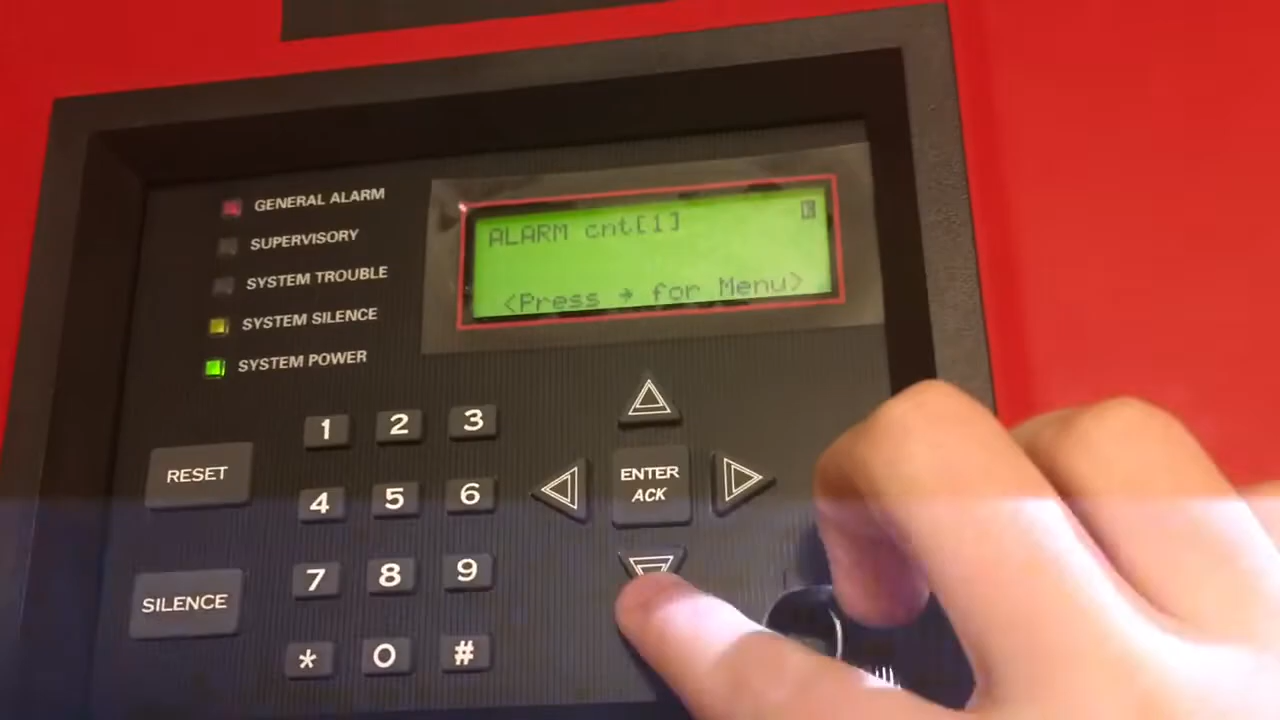 GENERAL ALARM
SUPERVISORY
SYSTEM TROUBLE
SYSTEM SILENCE
SYSTEM POWER
ALARM cnt[1]
<Press → for Menu>
RESET
SILENCE
1 2 3
4 5 6
7 8 9
* 0 #
ENTER
ACK